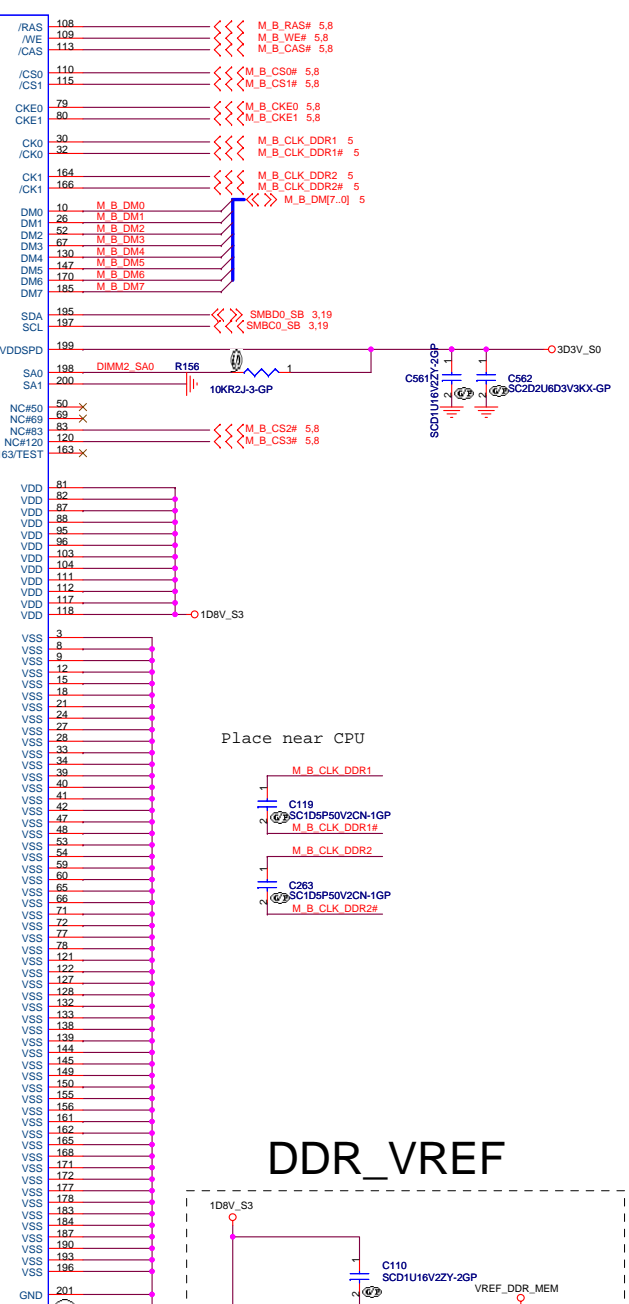 /RAS 108 M_B_RAS# 5,8
/WE 109 M_B_WE# 5,8
/CAS 113 M_B_CAS# 5,8
/CS0 110 M_B_CS0# 5,8
/CS1 115 M_B_CS1# 5,8
CKE0 79 M_B_CKE0 5,8
CKE1 80 M_B_CKE1 5,8
CK0 30 M_B_CLK_DDR1 5
/CK0 32 M_B_CLK_DDR1# 5
CK1 164 M_B_CLK_DDR2 5
/CK1 166 M_B_CLK_DDR2# 5
M_B_DM[7..0] 5
DM0 10 M_B_DM0
DM1 26 M_B_DM1
DM2 52 M_B_DM2
DM3 67 M_B_DM3
DM4 130 M_B_DM4
DM5 147 M_B_DM5
DM6 170 M_B_DM6
DM7 185 M_B_DM7
SDA 195 SMBD0_SB 3,19
SCL 197 SMBC0_SB 3,19
VDDSPD 199 3D3V_S0
SA0 198 DIMM2_SA0 R156 1
SA1 200 10KR2J-3-GP
C561 1 2 SCD1U16V2ZY-2GP
C562 1 2 SC2D2U6D3V3KX-GP
NC#50 50
NC#69 69
NC#83 83 M_B_CS2# 5,8
NC#120 120 M_B_CS3# 5,8
63/TEST 163
VDD 81
VDD 82
VDD 87
VDD 88
VDD 95
VDD 96
VDD 103
VDD 104
VDD 111
VDD 112
VDD 117
VDD 118 1D8V_S3
VSS 3
VSS 8
VSS 9
VSS 12
VSS 15
VSS 18
VSS 21
VSS 24
VSS 27
VSS 28
VSS 33
VSS 34
VSS 39
VSS 40
VSS 41
VSS 42
VSS 47
VSS 48
VSS 53
VSS 54
VSS 59
VSS 60
VSS 65
VSS 66
VSS 71
VSS 72
VSS 77
VSS 78
VSS 121
VSS 122
VSS 127
VSS 128
VSS 132
VSS 133
VSS 138
VSS 139
VSS 144
VSS 145
VSS 149
VSS 150
VSS 155
VSS 156
VSS 161
VSS 162
VSS 165
VSS 168
VSS 171
VSS 172
VSS 177
VSS 178
VSS 183
VSS 184
VSS 187
VSS 190
VSS 193
VSS 196
GND 201
Place near CPU
M_B_CLK_DDR1
1
C119
2 SC1D5P50V2CN-1GP
M_B_CLK_DDR1#
M_B_CLK_DDR2
1
C263
2 SC1D5P50V2CN-1GP
M_B_CLK_DDR2#
DDR_VREF
1D8V_S3
1
C110
SCD1U16V2ZY-2GP
2
VREF_DDR_MEM